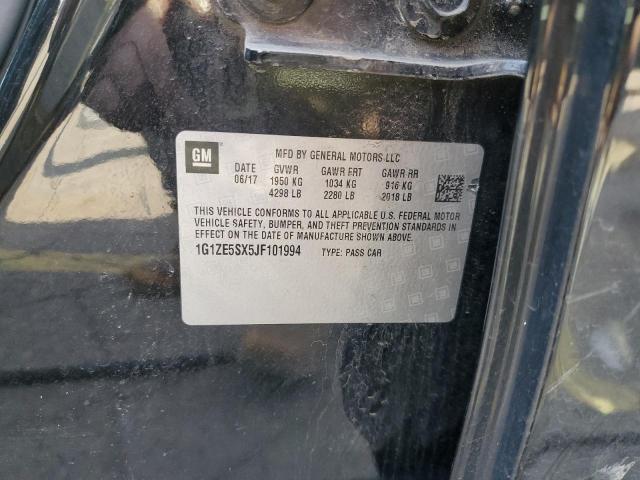 GM
MFD BY GENERAL MOTORS LLC
DATE GVWR GAWR FRT GAWR RR
06/17 1950 KG 1034 KG 916 KG
4298 LB 2280 LB 2018 LB
THIS VEHICLE CONFORMS TO ALL APPLICABLE U.S. FEDERAL MOTOR
VEHICLE SAFETY, BUMPER, AND THEFT PREVENTION STANDARDS IN
EFFECT ON THE DATE OF MANUFACTURE SHOWN ABOVE.
1G1ZE5SX5JF101994 TYPE: PASS CAR